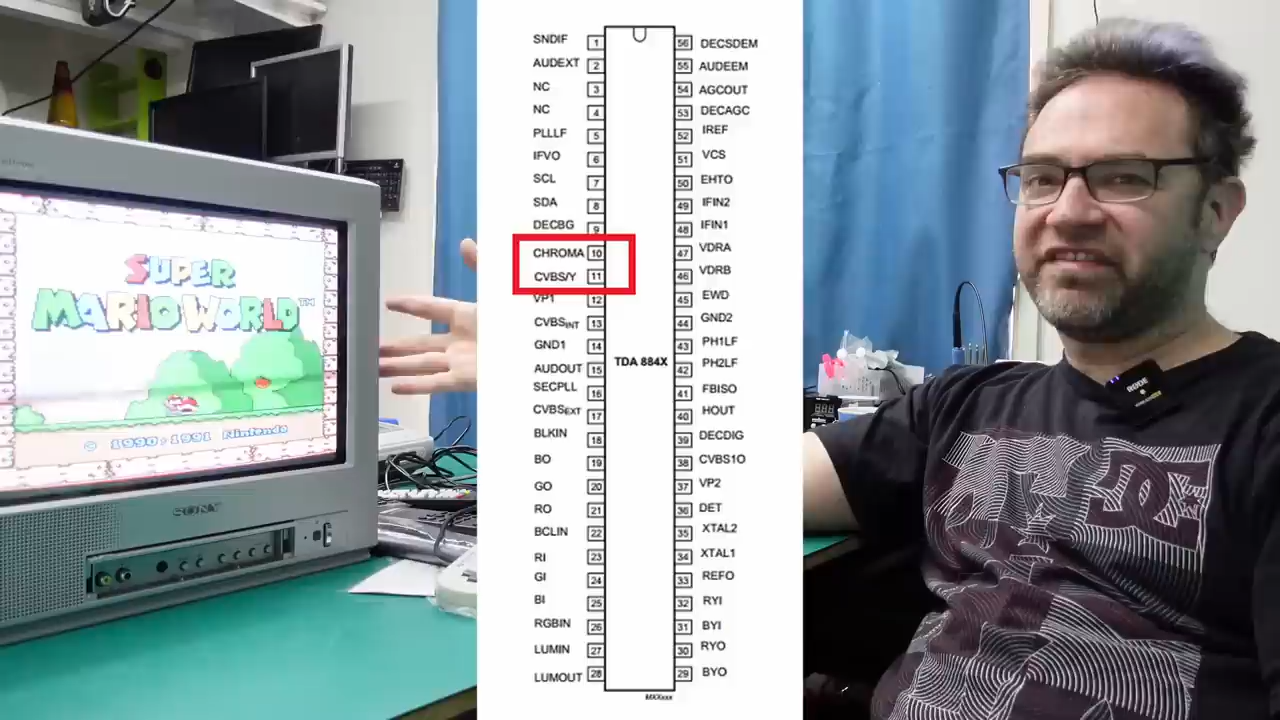 SUPER
MARIO WORLD™
© 1990,1991 Nintendo
SONY
SNDIF 1
AUDEXT 2
NC 3
NC 4
PLLLF 5
IFVO 6
SCL 7
SDA 8
DECBG 9
CHROMA 10
CVBS/Y 11
VP1 12
CVBSINT 13
GND1 14
AUDOUT 15
SECPLL 16
CVBSEXT 17
BLKIN 18
BO 19
GO 20
RO 21
BCLIN 22
RI 23
GI 24
BI 25
RGBIN 26
LUMIN 27
LUMOUT 28
TDA 884X
56 DECSDEM
55 AUDEEM
54 AGCOUT
53 DECAGC
52 IREF
51 VCS
50 EHTO
49 IFIN2
48 IFIN1
47 VDRA
46 VDRB
45 EWD
44 GND2
43 PH1LF
42 PH2LF
41 FBISO
40 HOUT
39 DECDIG
38 CVBS1O
37 VP2
36 DET
35 XTAL2
34 XTAL1
33 REFO
32 RYI
31 BYI
30 RYO
29 BYO
MXXxxx
RØDE
DC